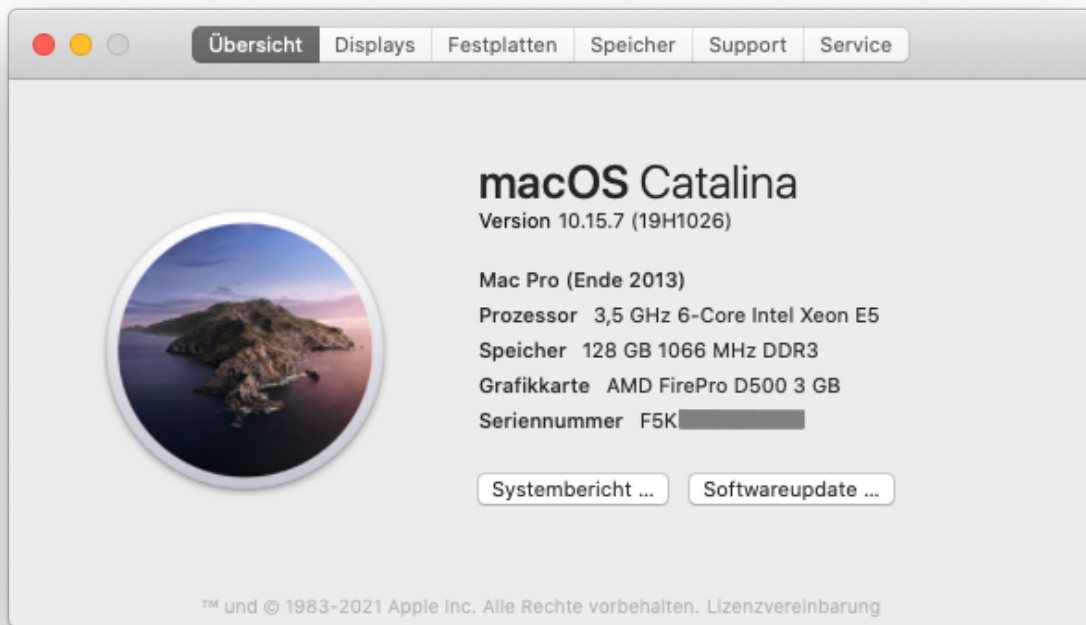 Übersicht Displays Festplatten Speicher Support Service
macOS Catalina
Version 10.15.7 (19H1026)
Mac Pro (Ende 2013)
Prozessor 3,5 GHz 6-Core Intel Xeon E5
Speicher 128 GB 1066 MHz DDR3
Grafikkarte AMD FirePro D500 3 GB
Seriennummer F5K
Systembericht ... Softwareupdate ...
™ und © 1983-2021 Apple Inc. Alle Rechte vorbehalten. Lizenzvereinbarung